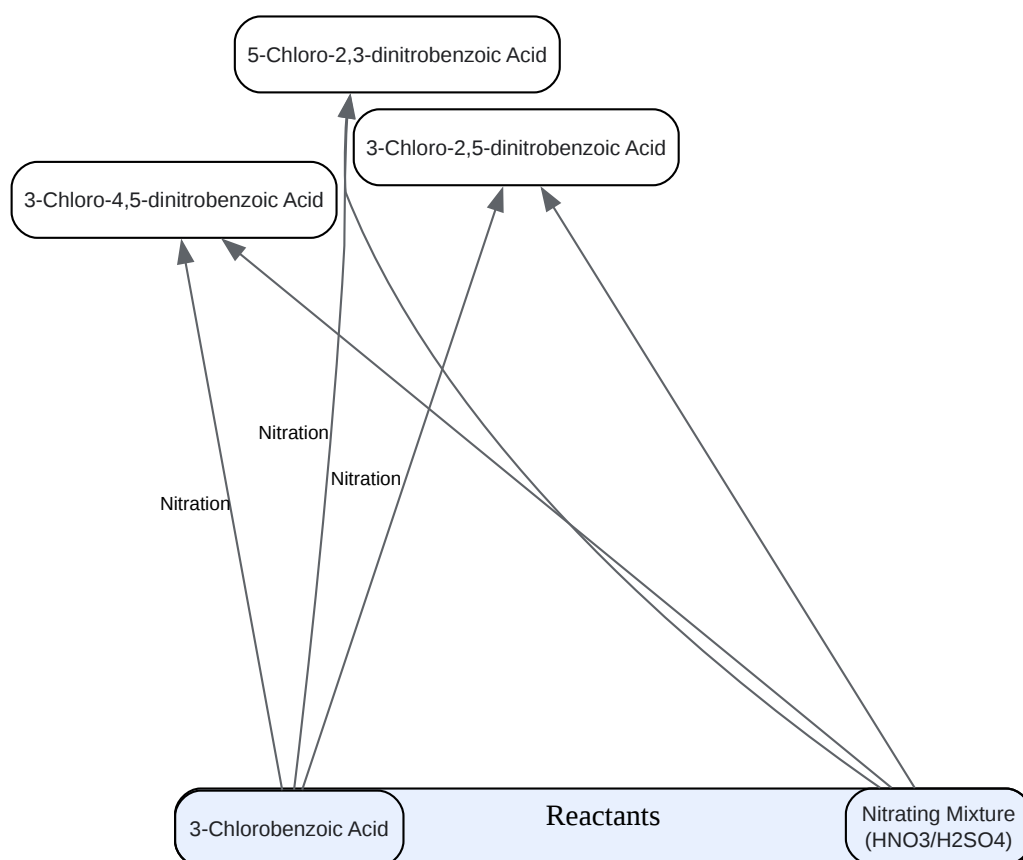 5-Chloro-2,3-dinitrobenzoic Acid
3-Chloro-2,5-dinitrobenzoic Acid
3-Chloro-4,5-dinitrobenzoic Acid
Nitration
Nitration
Nitration
Reactants
3-Chlorobenzoic Acid
Nitrating Mixture
(HNO3/H2SO4)